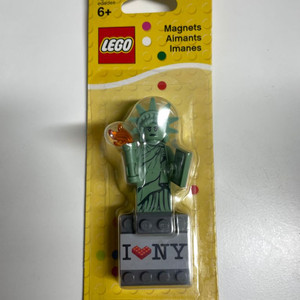 6+
LEGO
Magnets
Aimants
Imanes
I ❤ NY